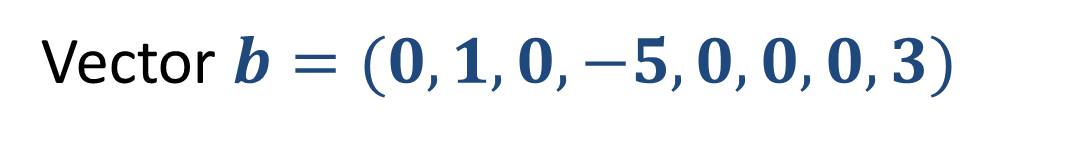 Vector b = (0, 1, 0, −5, 0, 0, 0, 3)